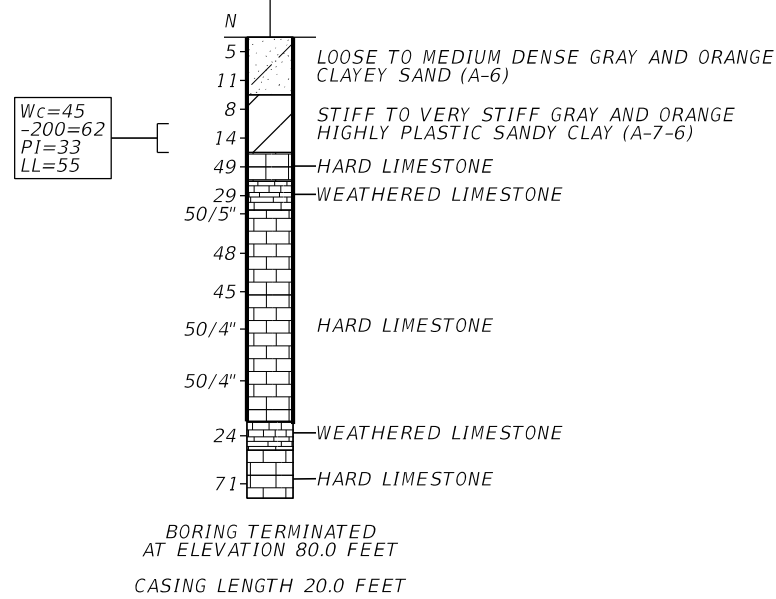 N
5
LOOSE TO MEDIUM DENSE GRAY AND ORANGE
CLAYEY SAND (A-6)
11
8
STIFF TO VERY STIFF GRAY AND ORANGE
HIGHLY PLASTIC SANDY CLAY (A-7-6)
14
Wc=45
-200=62
PI=33
LL=55
49
HARD LIMESTONE
29
WEATHERED LIMESTONE
50/5"
48
45
50/4"
HARD LIMESTONE
50/4"
24
WEATHERED LIMESTONE
71
HARD LIMESTONE
BORING TERMINATED
AT ELEVATION 80.0 FEET
CASING LENGTH 20.0 FEET